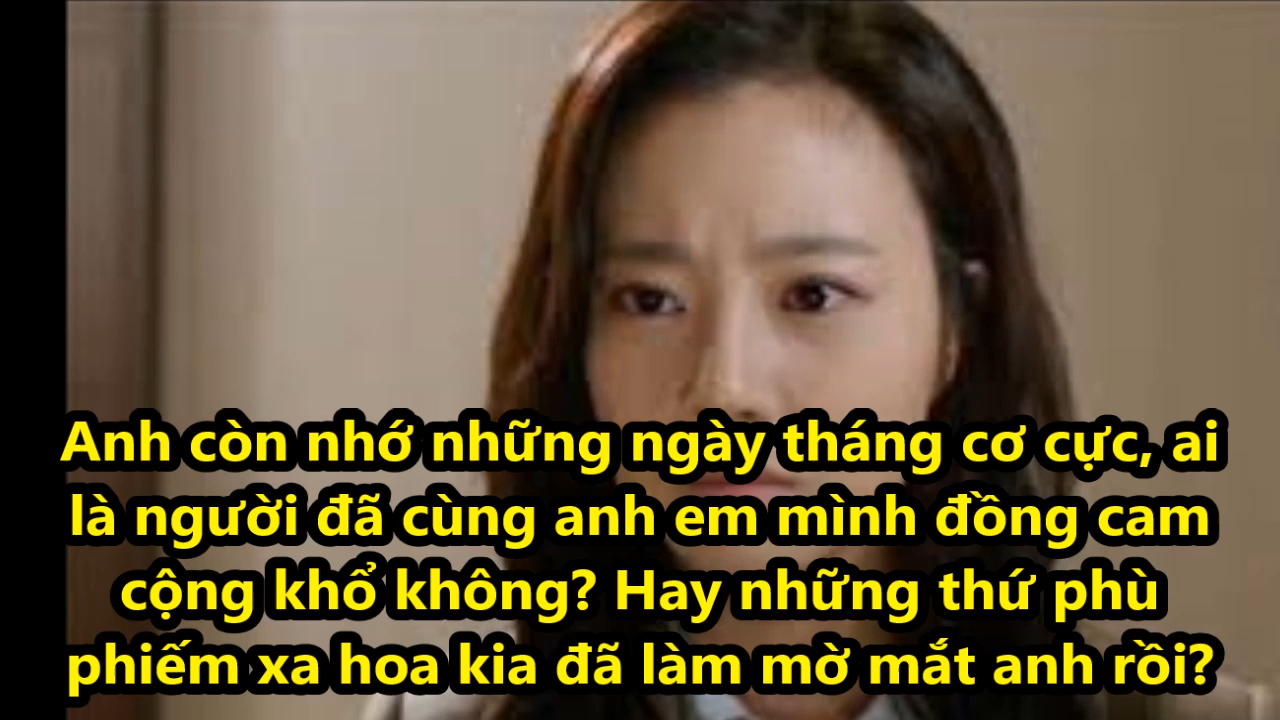 Anh còn nhớ những ngày tháng cơ cực, ai
là người đã cùng anh em mình đồng cam
cộng khổ không? Hay những thứ phù
phiếm xa hoa kia đã làm mờ mắt anh rồi?